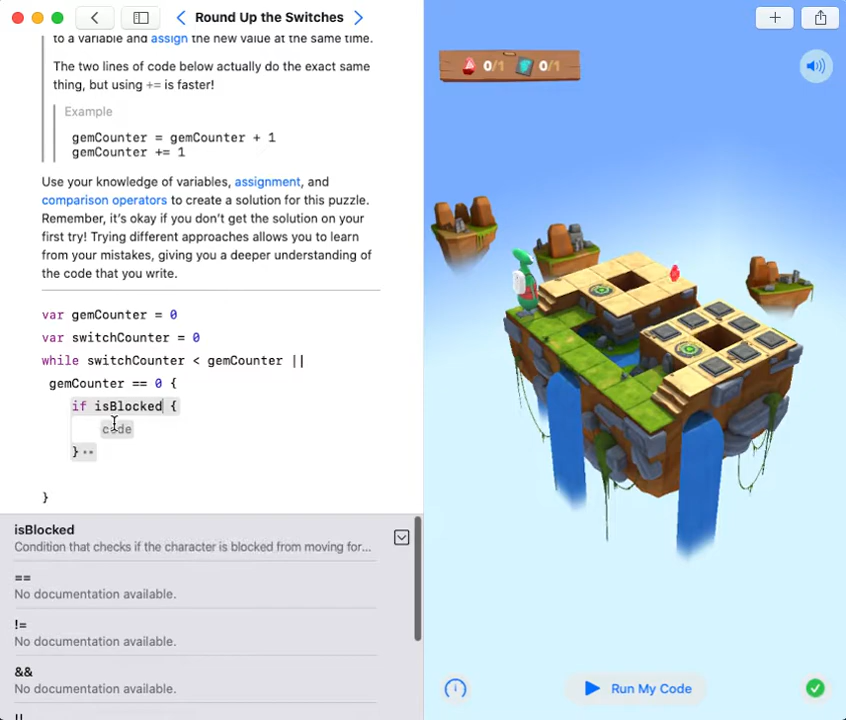 Round Up the Switches
to a variable and assign the new value at the same time.
The two lines of code below actually do the exact same
thing, but using += is faster!
Example
gemCounter = gemCounter + 1
gemCounter += 1
Use your knowledge of variables, assignment, and
comparison operators to create a solution for this puzzle.
Remember, it's okay if you don't get the solution on your
first try! Trying different approaches allows you to learn
from your mistakes, giving you a deeper understanding of
the code that you write.
var gemCounter = 0
var switchCounter = 0
while switchCounter < gemCounter ||
gemCounter == 0 {
if isBlocked {
code
}
}
isBlocked
Condition that checks if the character is blocked from moving for...
==
No documentation available.
!=
No documentation available.
&&
No documentation available.
||
0/1
0/1
Run My Code